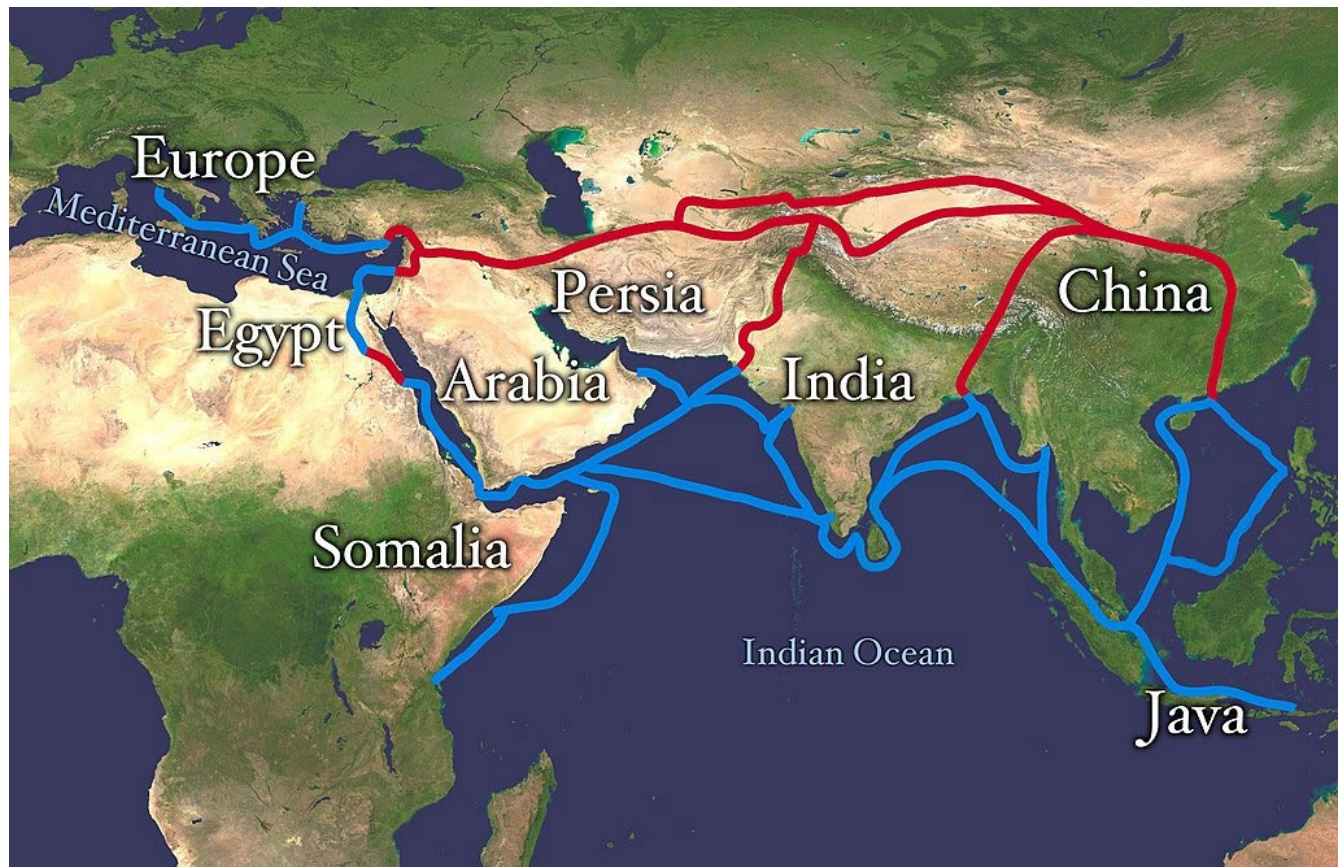 Europe
Mediterranean Sea
Persia
China
Egypt
Arabia
India
Somalia
Indian Ocean
Java